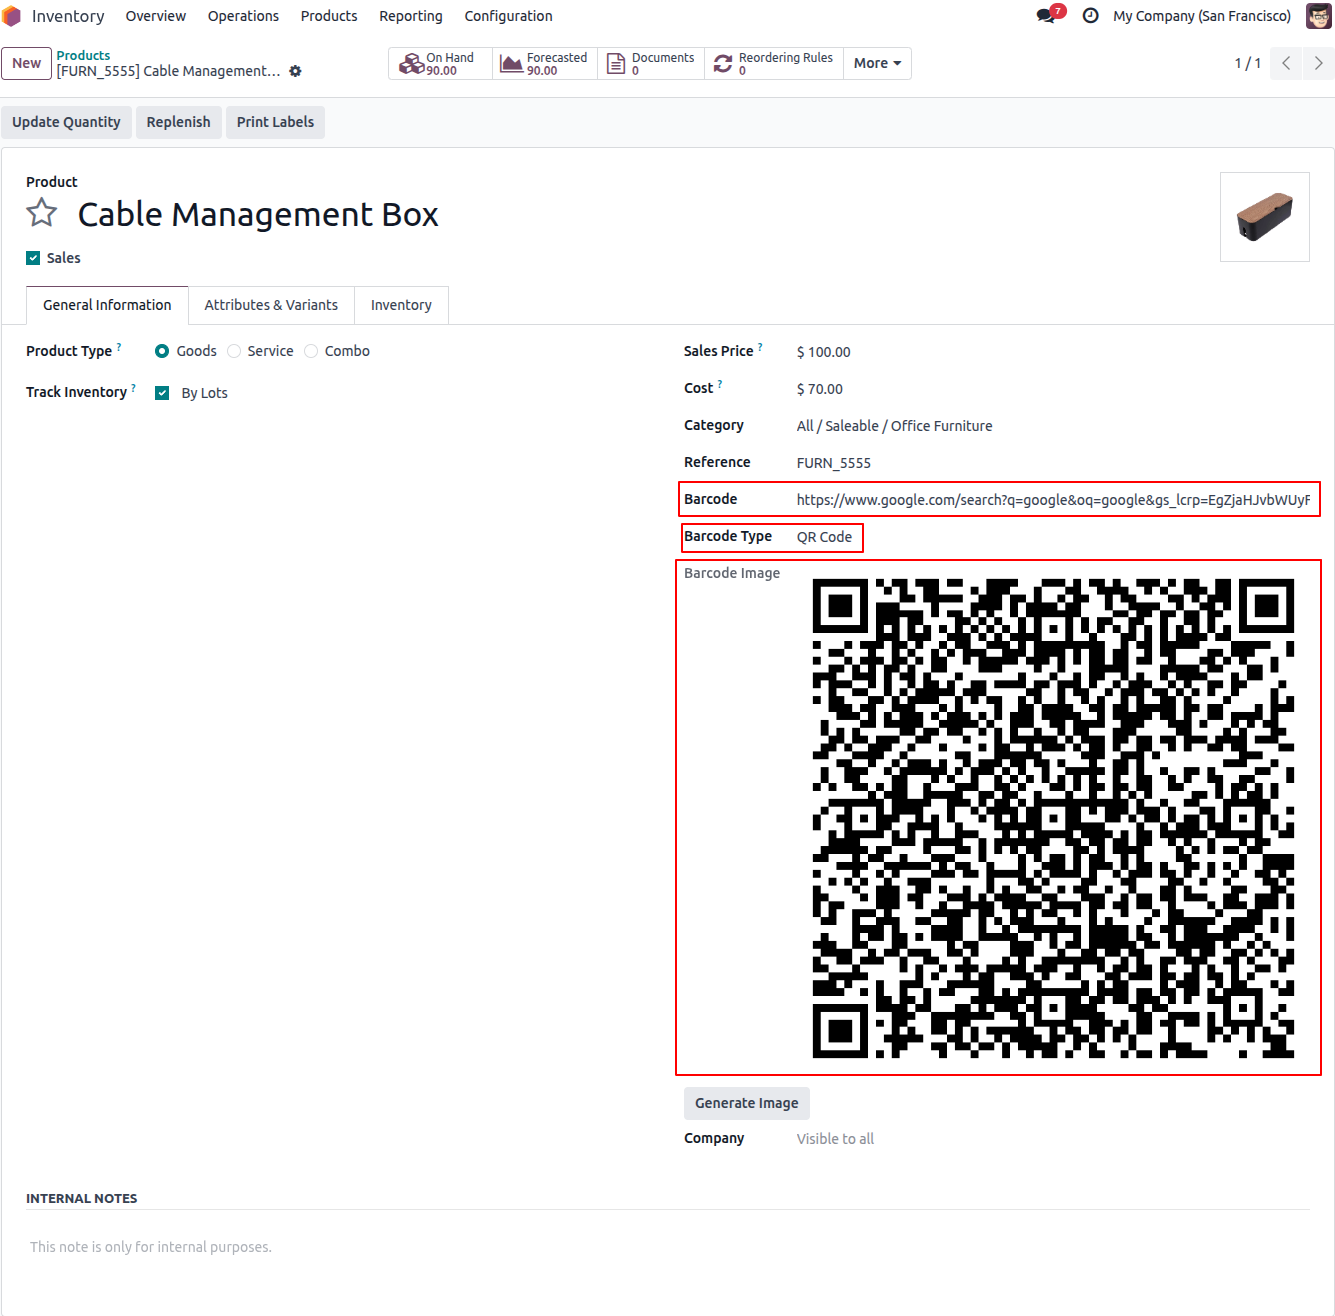 Inventory Overview Operations Products Reporting Configuration 7 My Company (San Francisco)
New Products
[FURN_5555] Cable Management...
On Hand 90.00
Forecasted 90.00
Documents 0
Reordering Rules 0
More
1 / 1
Update Quantity Replenish Print Labels
Product
Cable Management Box
Sales
General Information Attributes & Variants Inventory
Product Type ? Goods Service Combo
Track Inventory ? By Lots
Sales Price ? $ 100.00
Cost ? $ 70.00
Category All / Saleable / Office Furniture
Reference FURN_5555
Barcode https://www.google.com/search?q=google&oq=google&gs_lcrp=EgZjaHJvbWUyF
Barcode Type QR Code
Barcode Image
Generate Image
Company Visible to all
INTERNAL NOTES
This note is only for internal purposes.